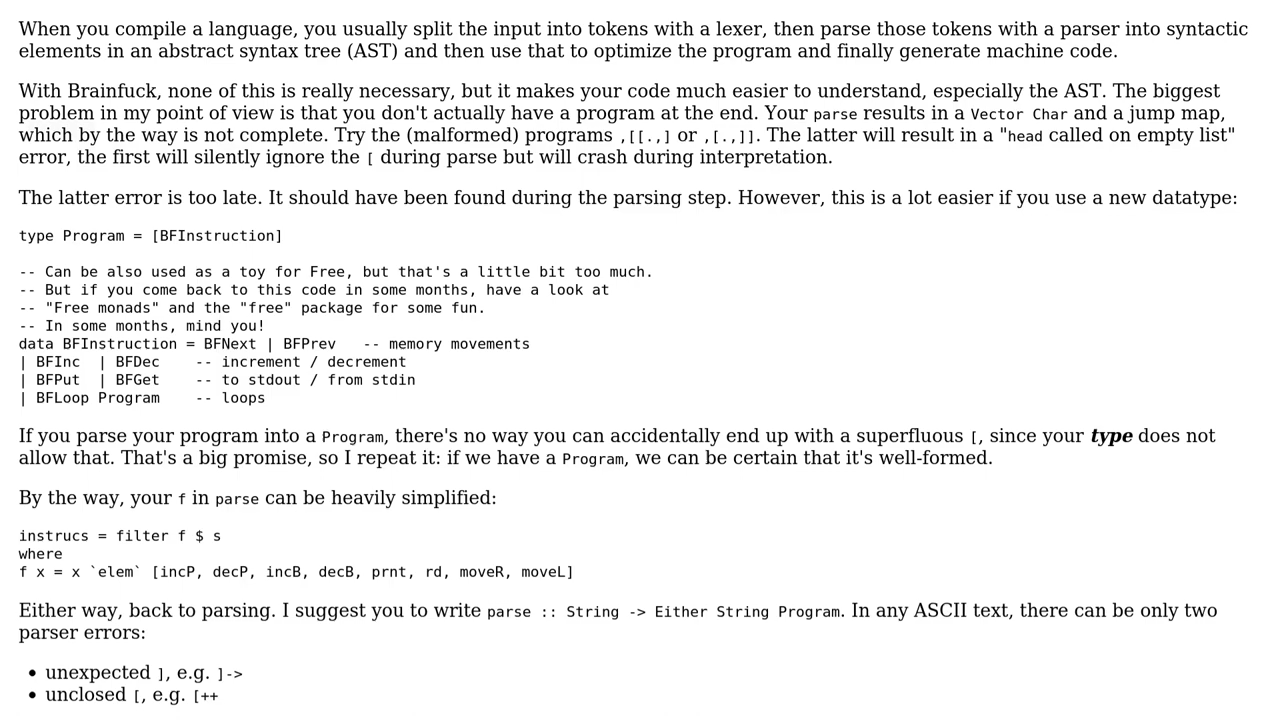 When you compile a language, you usually split the input into tokens with a lexer, then parse those tokens with a parser into syntactic
elements in an abstract syntax tree (AST) and then use that to optimize the program and finally generate machine code.
With Brainfuck, none of this is really necessary, but it makes your code much easier to understand, especially the AST. The biggest
problem in my point of view is that you don't actually have a program at the end. Your parse results in a Vector Char and a jump map,
which by the way is not complete. Try the (malformed) programs ,[[.,] or ,[.,]]. The latter will result in a "head called on empty list"
error, the first will silently ignore the [ during parse but will crash during interpretation.
The latter error is too late. It should have been found during the parsing step. However, this is a lot easier if you use a new datatype:
type Program = [BFInstruction]
-- Can be also used as a toy for Free, but that's a little bit too much.
-- But if you come back to this code in some months, have a look at
-- "Free monads" and the "free" package for some fun.
-- In some months, mind you!
data BFInstruction = BFNext | BFPrev   -- memory movements
| BFInc  | BFDec    -- increment / decrement
| BFPut  | BFGet    -- to stdout / from stdin
| BFLoop Program    -- loops
If you parse your program into a Program, there's no way you can accidentally end up with a superfluous [, since your type does not
allow that. That's a big promise, so I repeat it: if we have a Program, we can be certain that it's well-formed.
By the way, your f in parse can be heavily simplified:
instrucs = filter f $ s
where
f x = x `elem` [incP, decP, incB, decB, prnt, rd, moveR, moveL]
Either way, back to parsing. I suggest you to write parse :: String -> Either String Program. In any ASCII text, there can be only two
parser errors:
• unexpected ], e.g. ]->
• unclosed [, e.g. [++